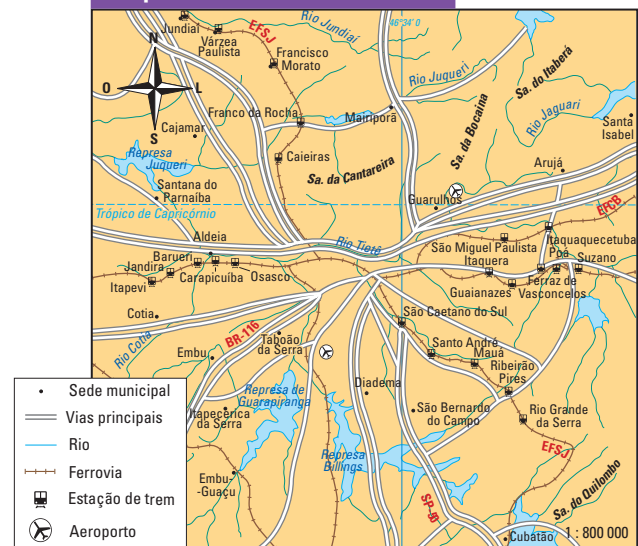 Jundiaí
Rio Jundiaí
46°34' O
Várzea
Paulista
EFSJ
Francisco
Morato
N
O
L
S
Rio Juqueri
Sa. do Itaberá
Franco da Rocha
Mairiporã
Cajamar
Sa. da Bocaina
Rio Jaguari
Santa
Isabel
Represa
Juqueri
Caieiras
Sa. da Cantareira
Arujá
Santana do
Parnaíba
Guarulhos
Trópico de Capricórnio
EFCB
Aldeia
Rio Tietê
São Miguel Paulista
Itaquaquecetuba
Barueri
Jandira
Itaquera
Poá
Suzano
Itapevi
Carapicuíba
Osasco
Guaianazes
Ferraz de
Vasconcelos
Cotia
São Caetano do Sul
Rio Cotia
BR-116
Taboão
da Serra
Embu
Santo André
Mauá
Ribeirão
Pires
Represa de
Guarapiranga
Diadema
Itapecerica
da Serra
São Bernardo
do Campo
Rio Grande
da Serra
Represa
Billings
EFSJ
Embu
-Guaçu
Sa. do Quilombo
Cubatão
1 : 800 000
Sede municipal
Vias principais
Rio
Ferrovia
Estação de trem
Aeroporto